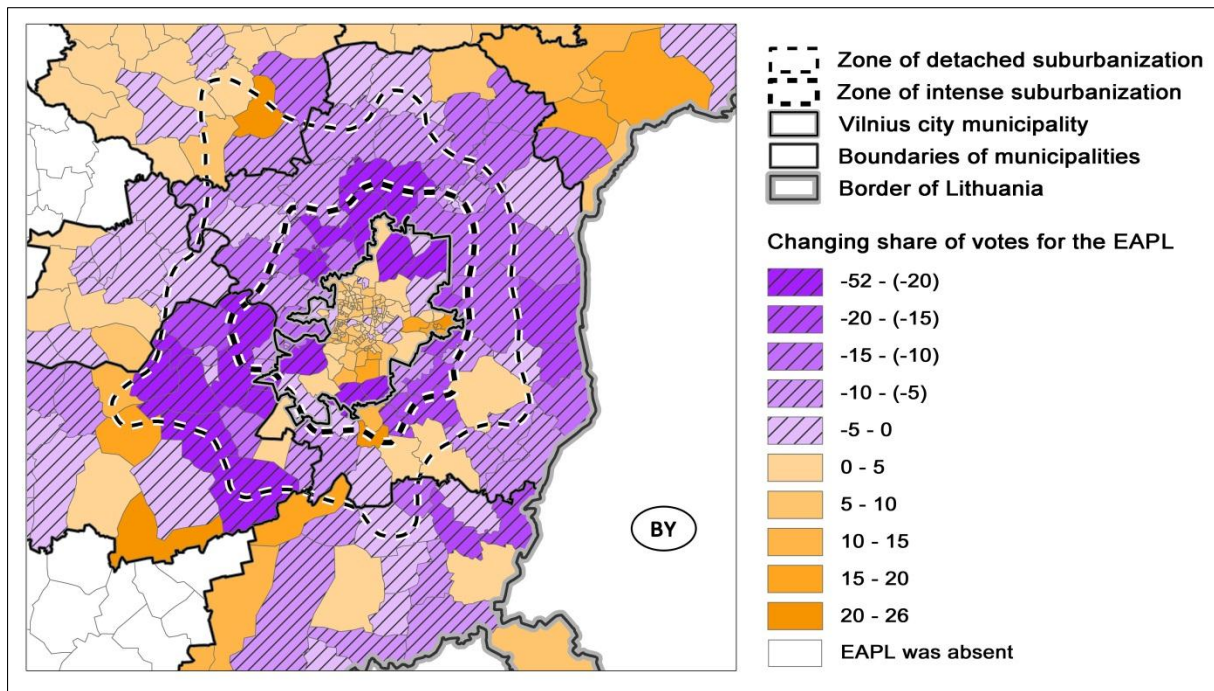 Zone of detached suburbanization
Zone of intense suburbanization
Vilnius city municipality
Boundaries of municipalities
Border of Lithuania
Changing share of votes for the EAPL
-52 - (-20)
-20 - (-15)
-15 - (-10)
-10 - (-5)
-5 - 0
0 - 5
5 - 10
10 - 15
15 - 20
20 - 26
EAPL was absent
BY